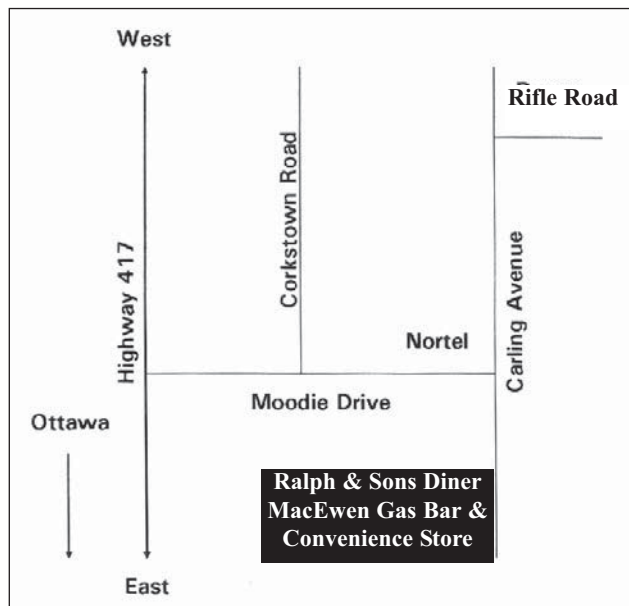 West
Rifle Road
Corkstown Road
Highway 417
Carling Avenue
Nortel
Moodie Drive
Ottawa
Ralph & Sons Diner
MacEwen Gas Bar &
Convenience Store
East